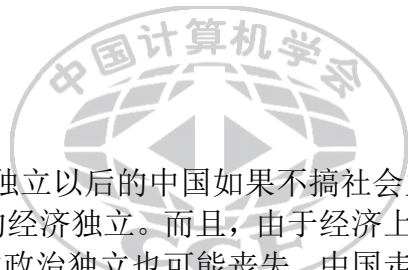 中国计算机学会
独立以后的中国如果不搞社会
的经济独立。而且，由于经济上
政治独立也可能丧失。中国走